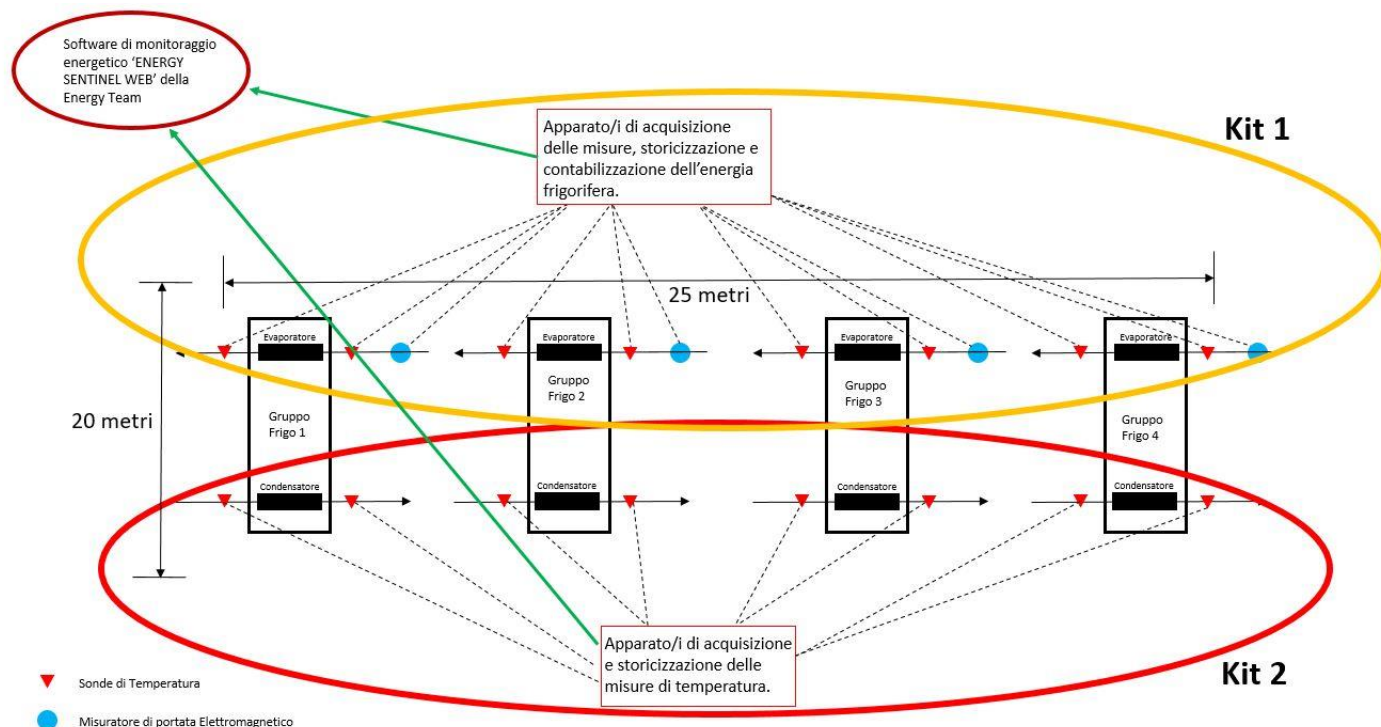 Software di monitoraggio
energetico ‘ENERGY
SENTINEL WEB’ della
Energy Team
Apparato/i di acquisizione
delle misure, storicizzazione e
contabilizzazione dell’energia
frigorifera.
Kit 1
25 metri
Evaporatore
Evaporatore
Evaporatore
Evaporatore
20 metri
Gruppo
Frigo 1
Gruppo
Frigo 2
Gruppo
Frigo 3
Gruppo
Frigo 4
Condensatore
Condensatore
Condensatore
Condensatore
Apparato/i di acquisizione
e storicizzazione delle
misure di temperatura.
Kit 2
Sonde di Temperatura
Misuratore di portata Elettromagnetico